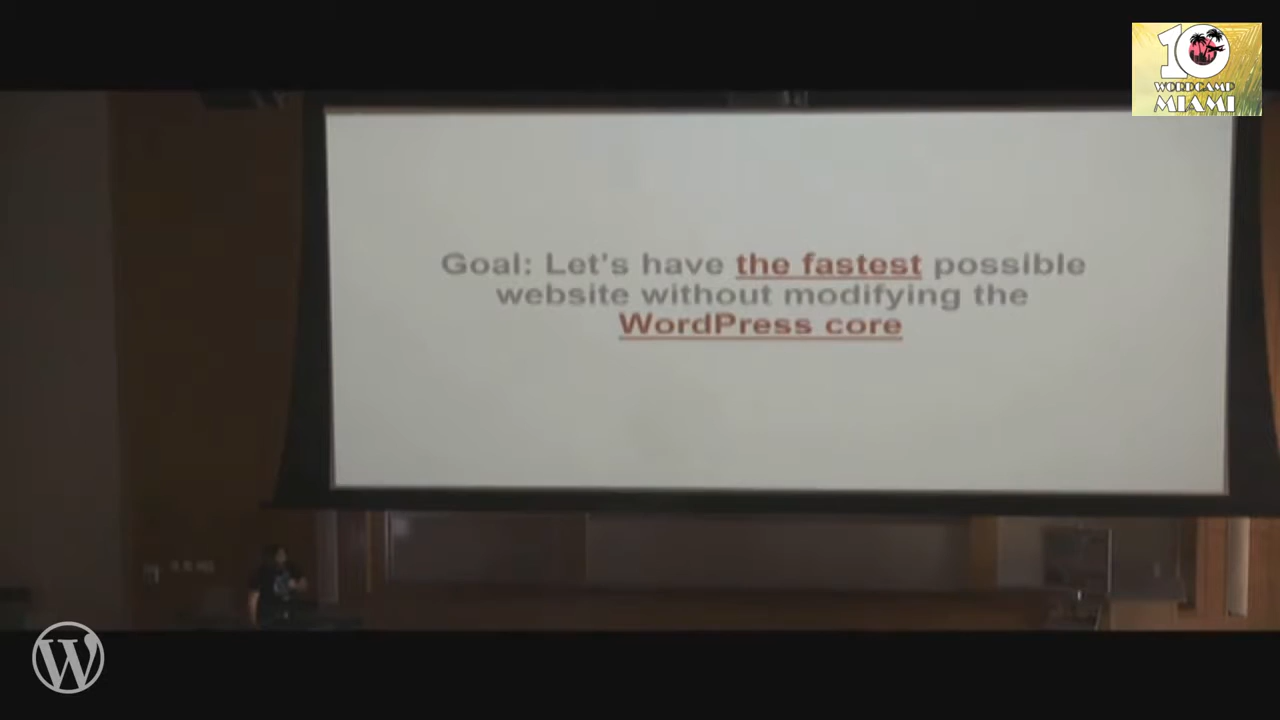 10
WORDCAMP
MIAMI
Goal: Let's have the fastest possible
website without modifying the
WordPress core
W